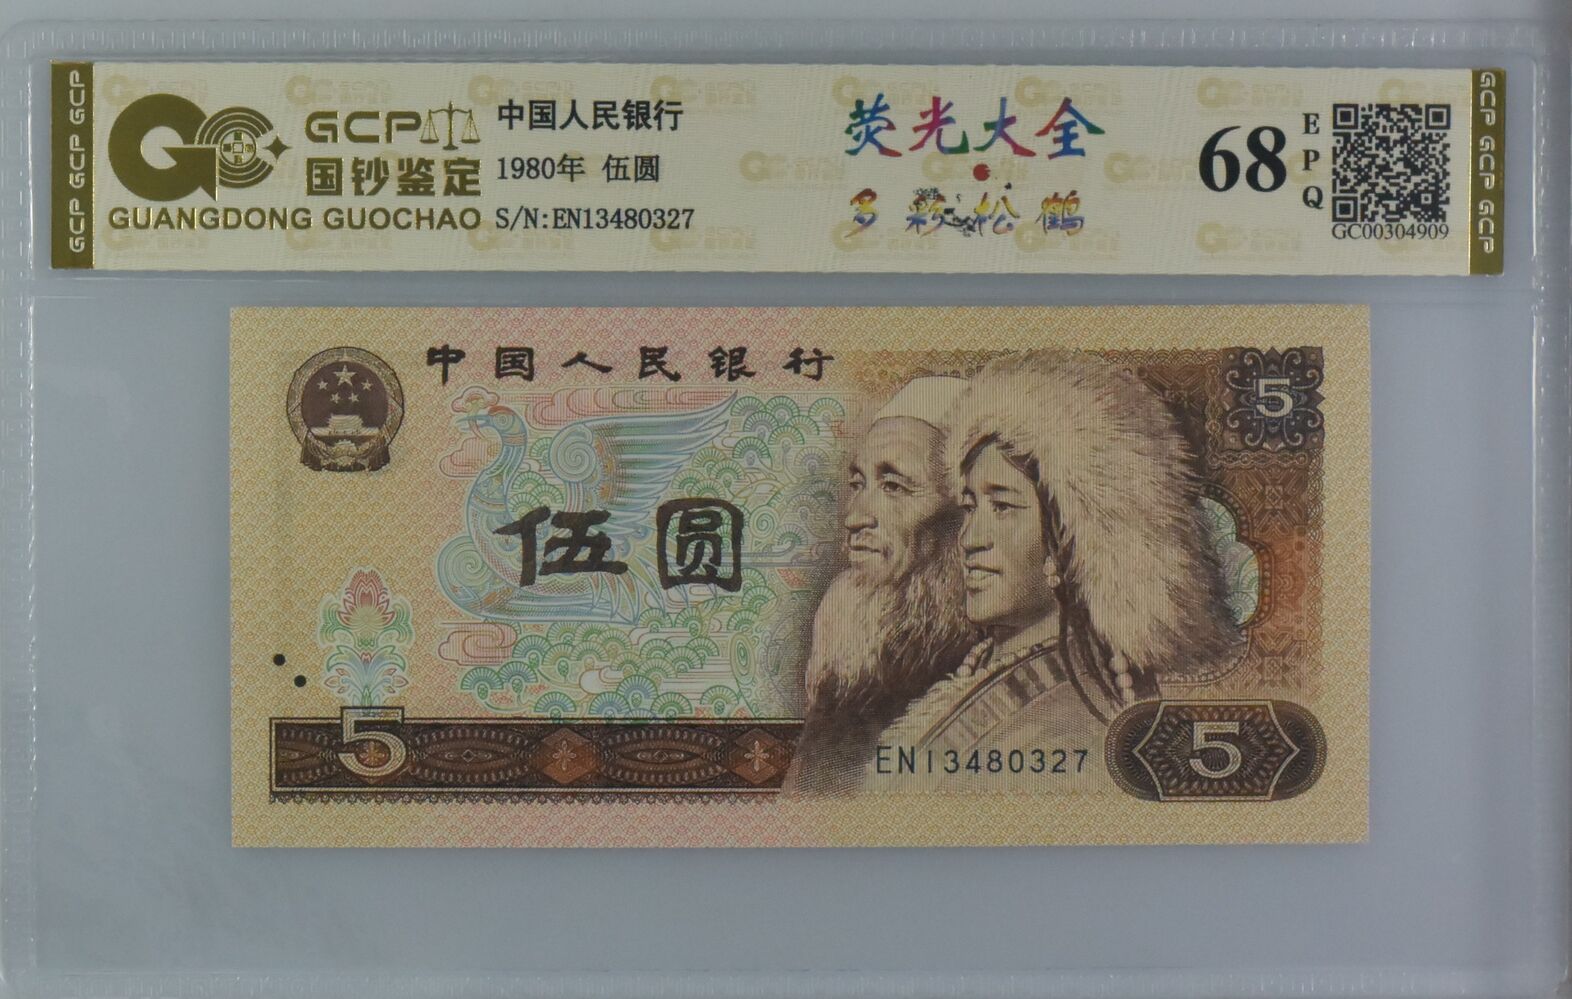 GCP GCP GCP
GCP
国钞鉴定
GUANGDONG GUOCHAO
中国人民银行
1980年 伍圆
S/N:EN13480327
荧光大全
多彩·松鹤
68
EPQ
GC00304909
GCP GCP GCP
中国人民银行
5
伍圆
5
EN13480327
5